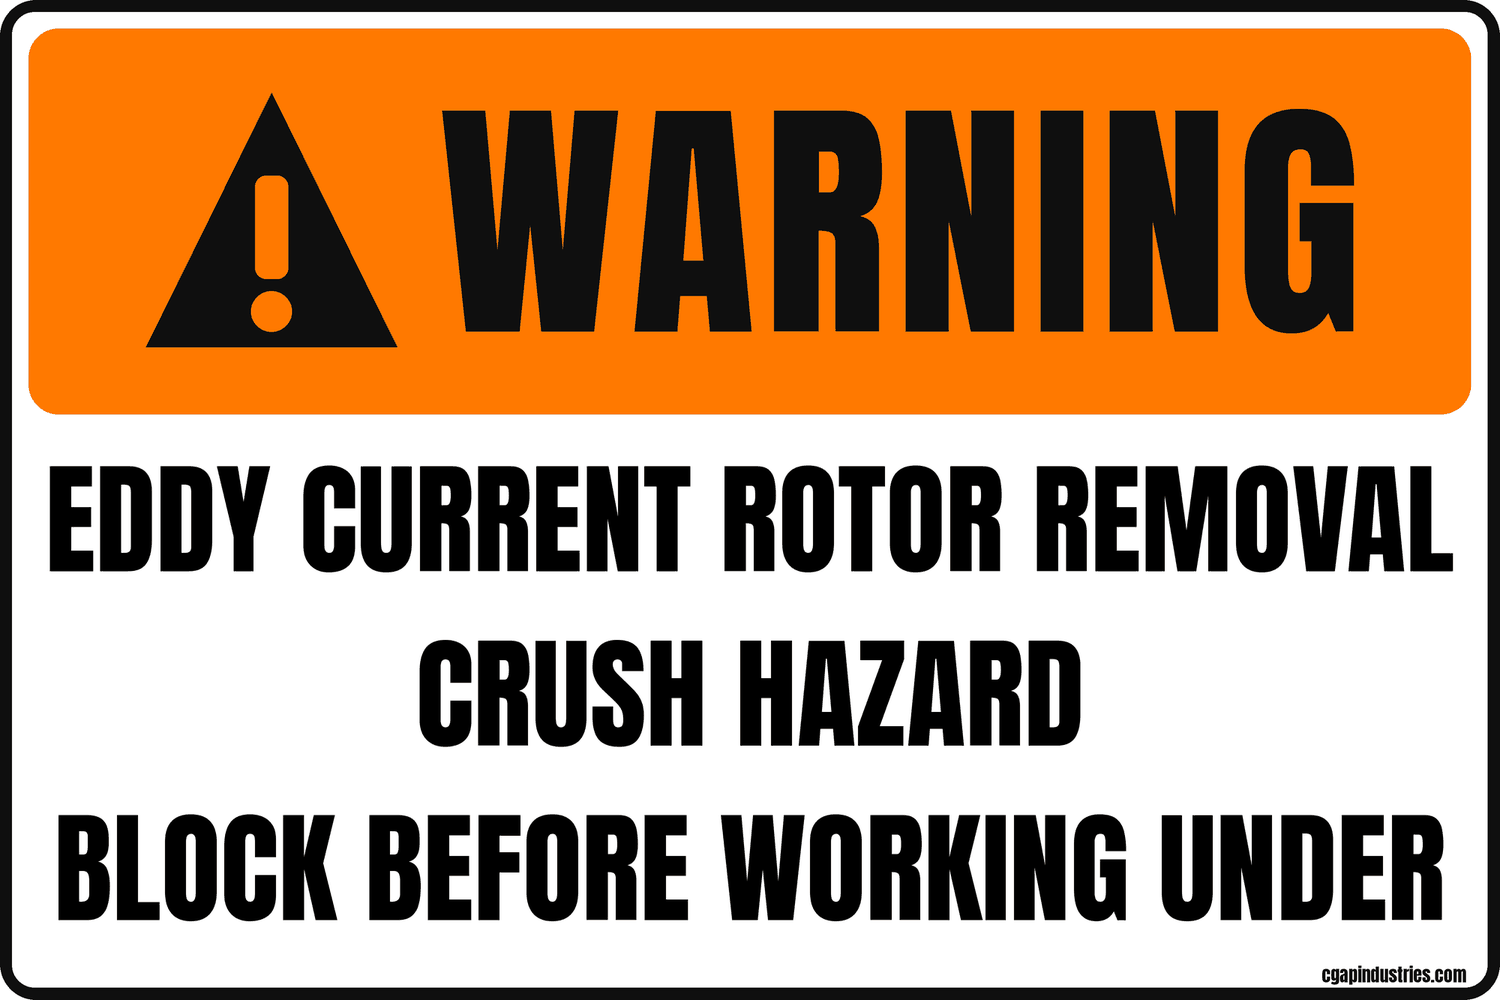 WARNING
EDDY CURRENT ROTOR REMOVAL
CRUSH HAZARD
BLOCK BEFORE WORKING UNDER
cgapindustries.com